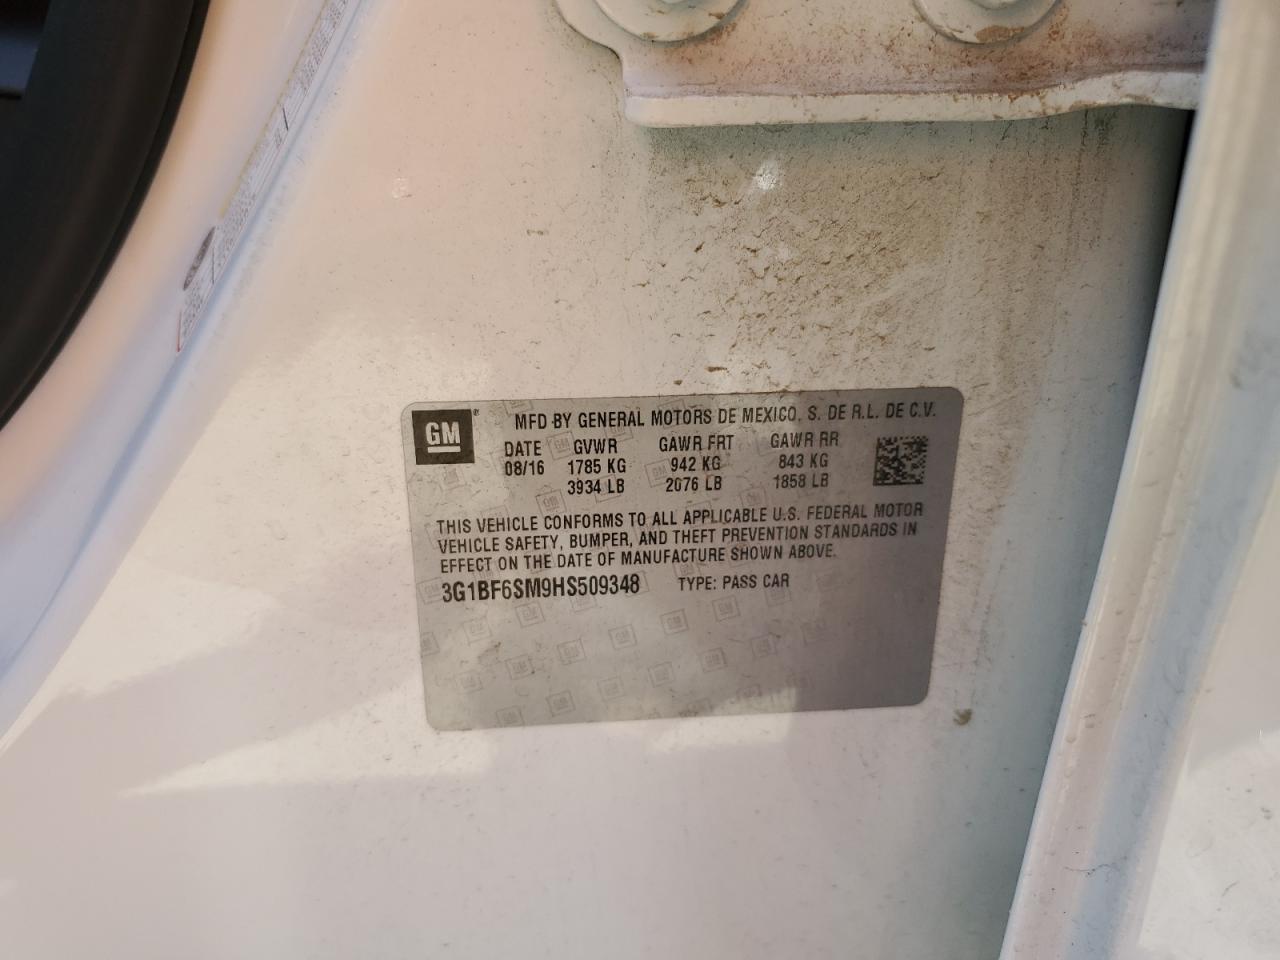 GM
MFD BY GENERAL MOTORS DE MEXICO, S. DE R.L. DE C.V.
DATE GVWR GAWR FRT GAWR RR
08/16 1785 KG 942 KG 843 KG
3934 LB 2076 LB 1858 LB
THIS VEHICLE CONFORMS TO ALL APPLICABLE U.S. FEDERAL MOTOR
VEHICLE SAFETY, BUMPER, AND THEFT PREVENTION STANDARDS IN
EFFECT ON THE DATE OF MANUFACTURE SHOWN ABOVE.
3G1BF6SM9HS509348 TYPE: PASS CAR